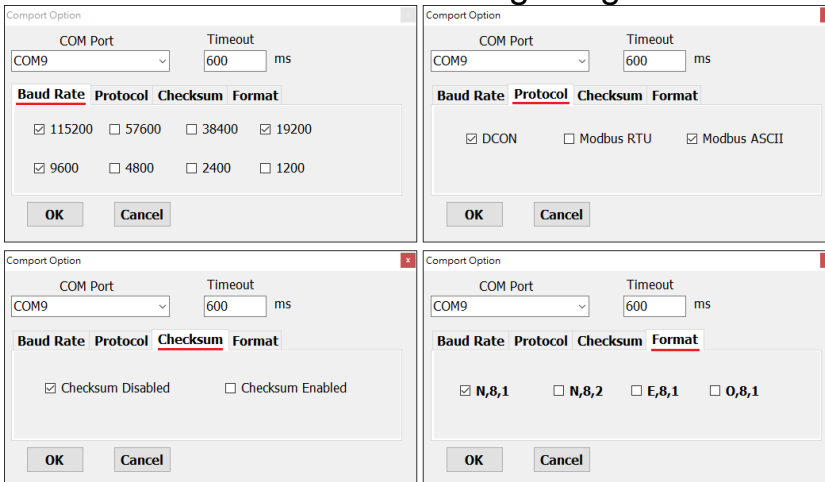 Comport Option
COM Port Timeout
COM9 600 ms
Baud Rate Protocol Checksum Format
115200 57600 38400 19200
9600 4800 2400 1200
OK Cancel
Comport Option
COM Port Timeout
COM9 600 ms
Baud Rate Protocol Checksum Format
DCON Modbus RTU Modbus ASCII
OK Cancel
Comport Option
x
COM Port Timeout
COM9 600 ms
Baud Rate Protocol Checksum Format
Checksum Disabled Checksum Enabled
OK Cancel
Comport Option
COM Port Timeout
COM9 600 ms
Baud Rate Protocol Checksum Format
N,8,1 N,8,2 E,8,1 O,8,1
OK Cancel